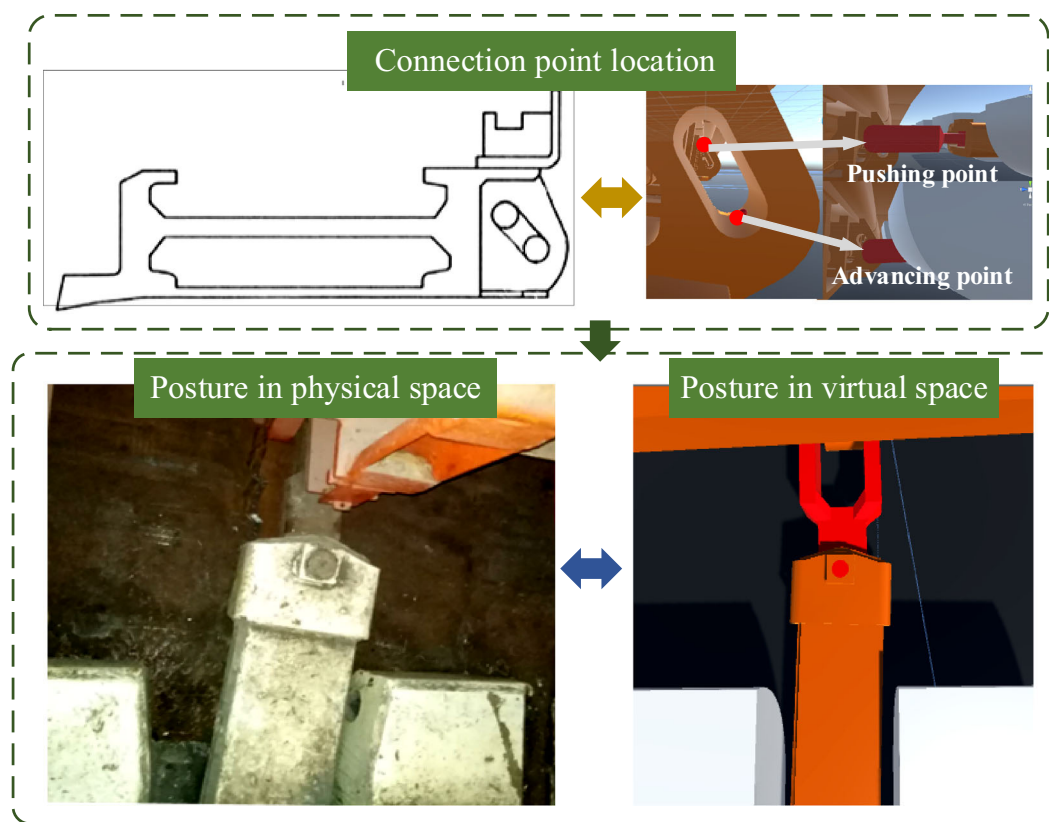 Connection point location
Pushing point
Advancing point
Posture in physical space
Posture in virtual space